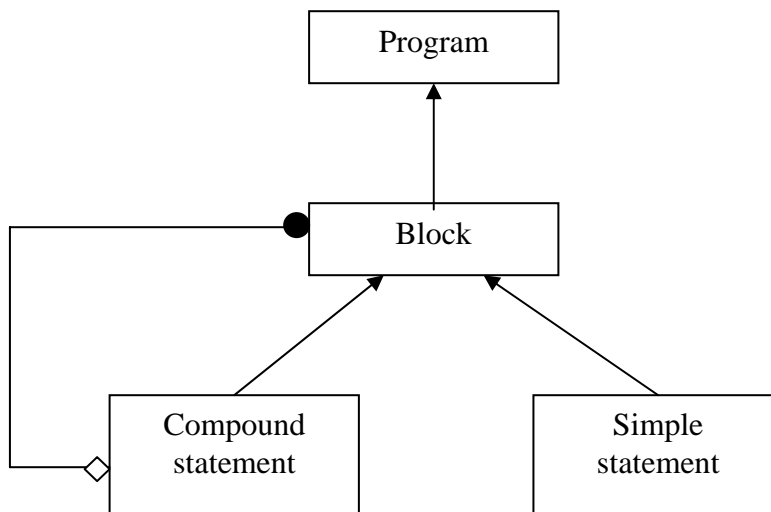 Program
Block
Compound
statement
Simple
statement